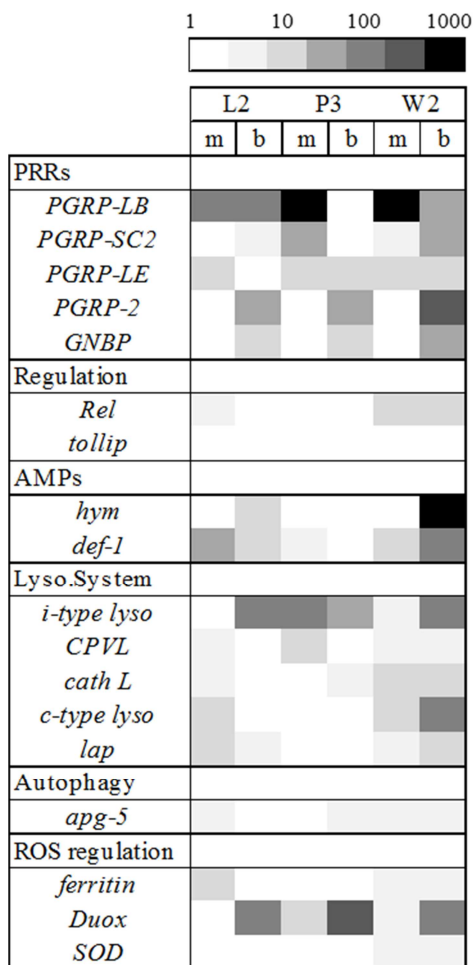 1 10 100 1000
L2 P3 W2
m b m b m b
PRRs
PGRP-LB
PGRP-SC2
PGRP-LE
PGRP-2
GNBP
Regulation
Rel
tollip
AMPs
hym
def-1
Lyso.System
i-type lyso
CPVL
cath L
c-type lyso
lap
Autophagy
apg-5
ROS regulation
ferritin
Duox
SOD